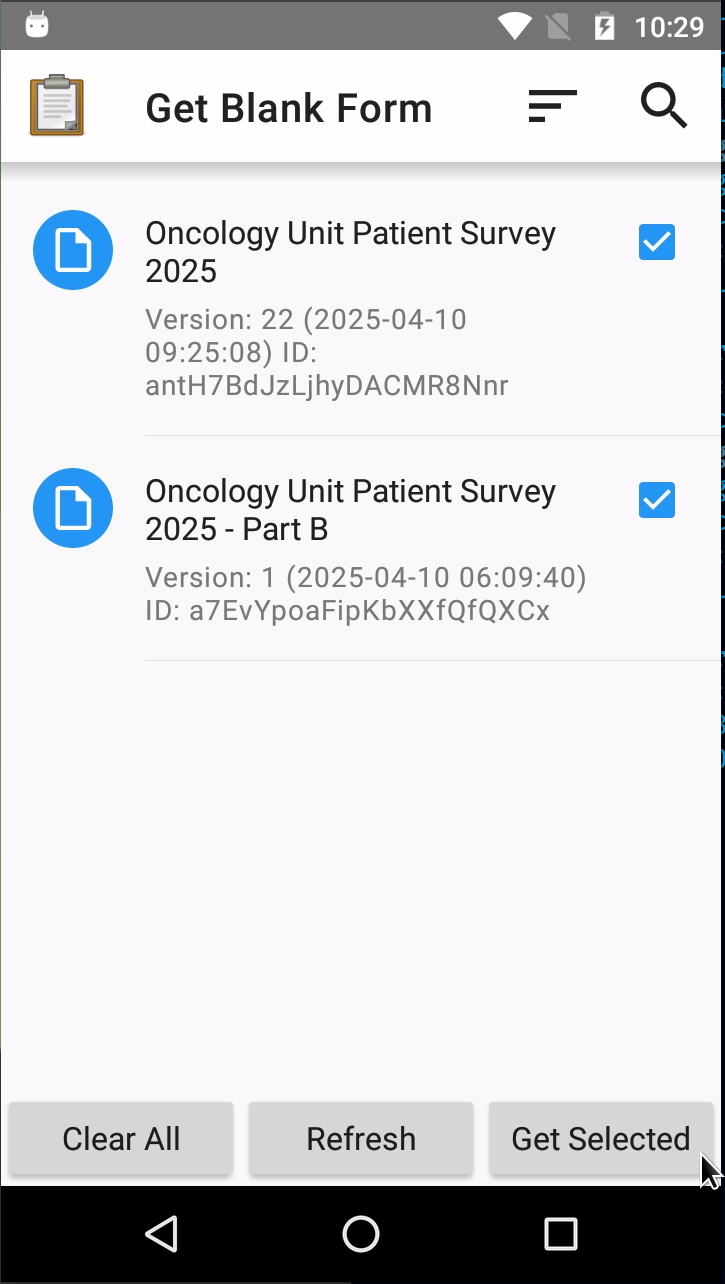 10:29
Get Blank Form
Oncology Unit Patient Survey
2025
Version: 22 (2025-04-10
09:25:08) ID:
antH7BdJzLjhyDACMR8Nnr
Oncology Unit Patient Survey
2025 - Part B
Version: 1 (2025-04-10 06:09:40)
ID: a7EvYpoaFipKbXXfQfQXCx
Clear All
Refresh
Get Selected